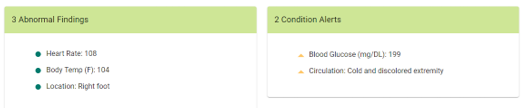 3 Abnormal Findings
Heart Rate: 108
Body Temp (F): 104
Location: Right foot
2 Condition Alerts
Blood Glucose (mg/DL): 199
Circulation: Cold and discolored extremity